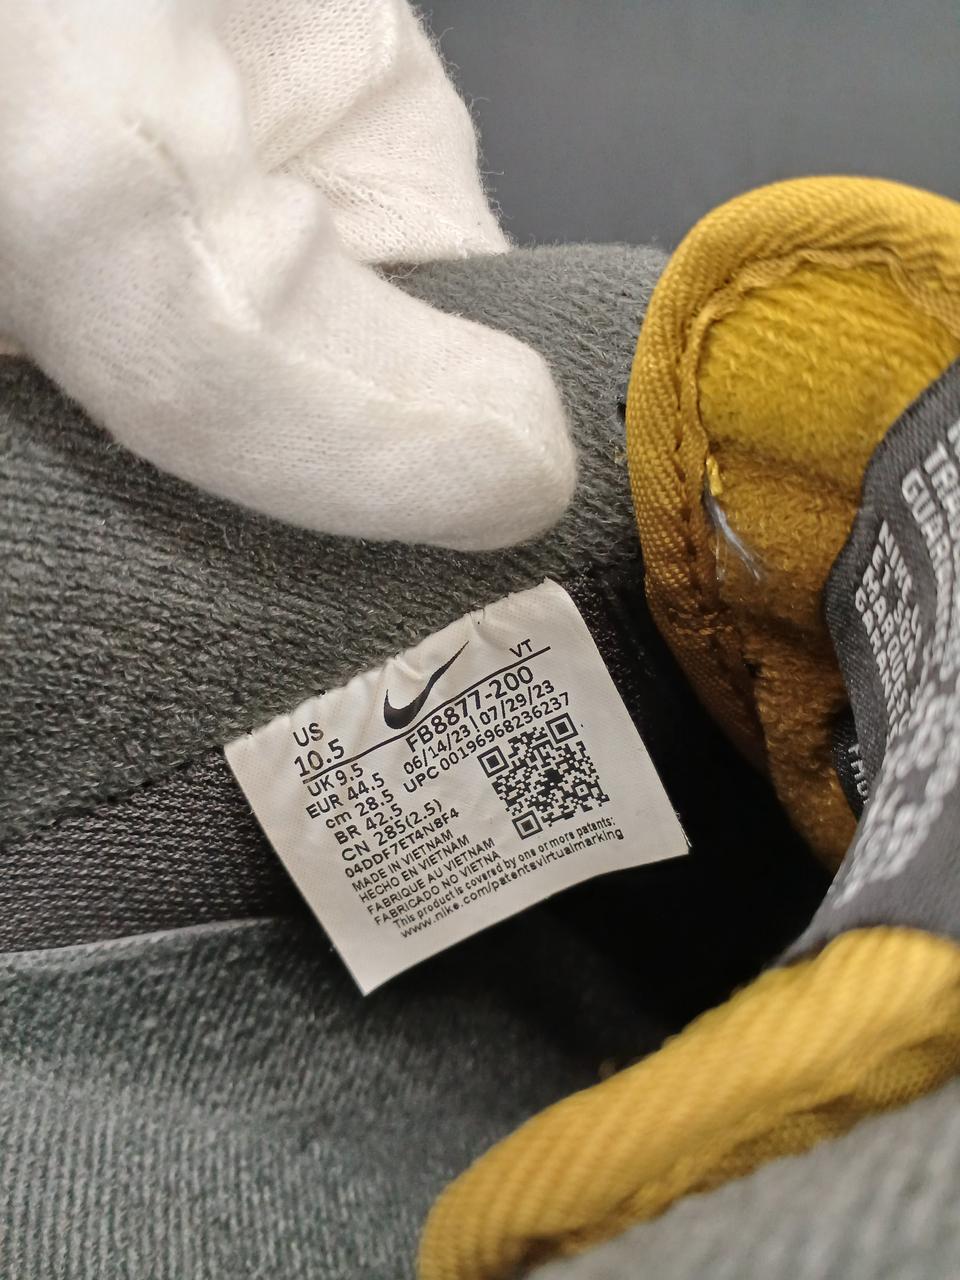 VT
US
10.5
FB8877-200
UK 9.5
06/14/23 07/29/23
EUR 44.5
UPC 00196968236237
cm 28.5
BR 42.5
CN 285(2.5)
04DDF7ET4N8F4
MADE IN VIETNAM
HECHO EN VIETNAM
FABRIQUE AU VIETNAM
FABRICADO NO VIETNA
This product is covered by one or more patents:
www.nike.com/patentsvirtualmarking